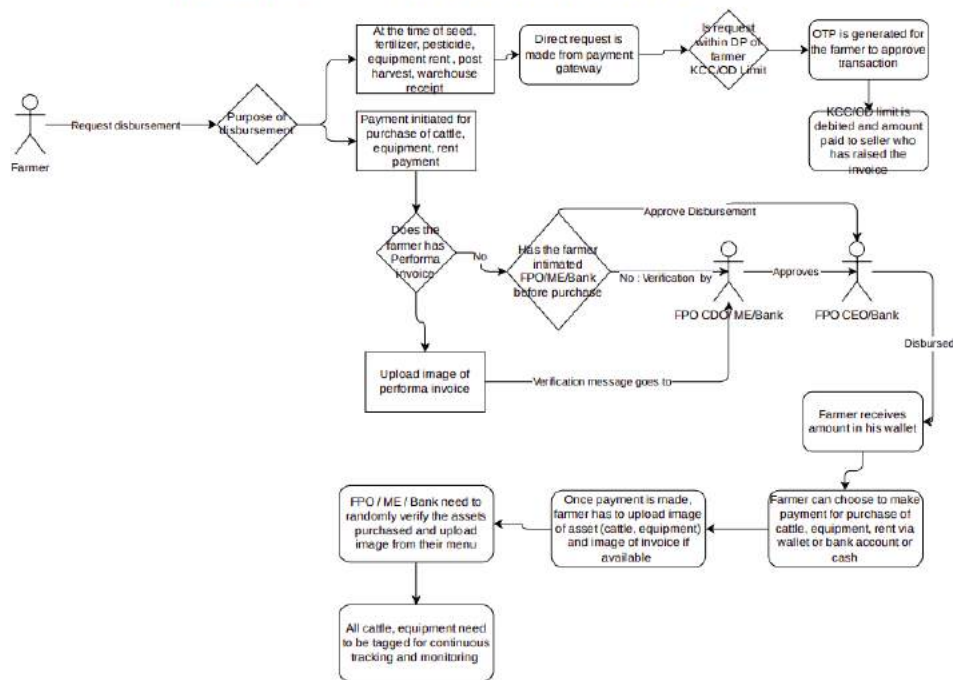 At the time of seed,
fertilizer, pesticide,
equipment rent , post
harvest, warehouse
receipt
Direct request is
made from payment
gateway
Is
request
within DP of
farmer
KCC/OD Limit
OTP is generated for
the farmer to approve
transaction
Request disbursement
Farmer
Purpose of
disbursement
Payment initiated for
purchase of cattle,
equipment, rent
payment
KCC/OD limit is
debited and amount
paid to seller who
has raised the
invoice
Does the
farmer has
Performa
invoice
No
Has the farmer
intimated
FPO/ME/Bank
before purchase
Approve Disbursement
No : Verification by
FPO CDO/ ME/Bank
Approves
FPO CEO/Bank
Disbursed
Upload image of
performa invoice
Verification message goes to
Farmer receives
amount in his wallet
Farmer can choose to make
payment for purchase of
cattle, equipment, rent via
wallet or bank account or
cash
Once payment is made,
farmer has to upload image
of asset (cattle, equipment)
and image of invoice if
available
FPO / ME / Bank need to
randomly verify the assets
purchased and upload
image from their menu
All cattle, equipment need
to be tagged for continuous
tracking and monitoring